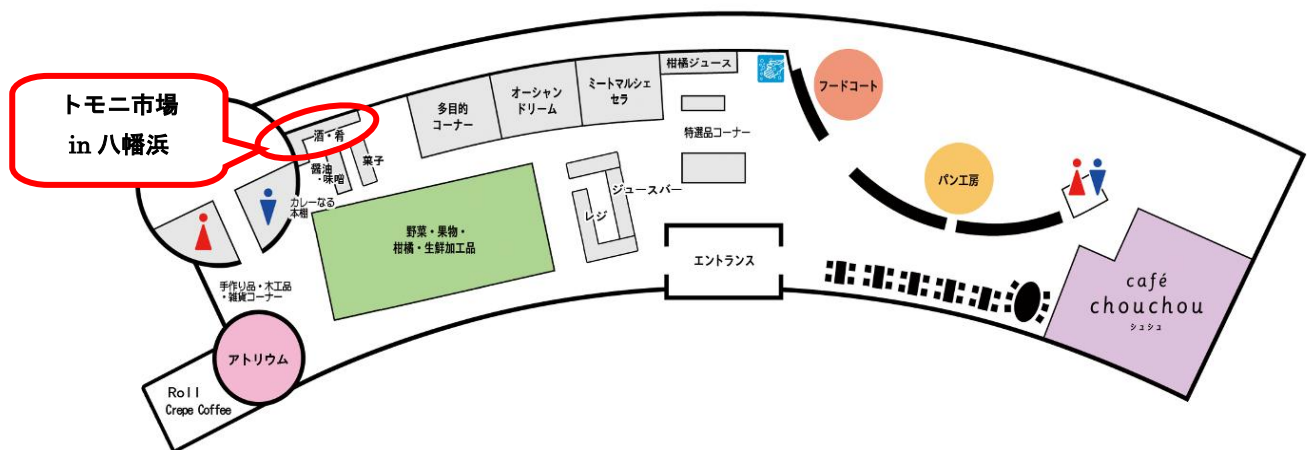 トモニ市場
in 八幡浜
酒・肴
醤油
・味噌
菓子
カレーなる
本棚
多目的
コーナー
オーシャン
ドリーム
ミートマルシェ
セラ
柑橘ジュース
特選品コーナー
フードコート
パン工房
ジュースバー
レジ
野菜・果物・
柑橘・生鮮加工品
エントランス
手作り品・木工品
・雑貨コーナー
アトリウム
Roll
Crepe Coffee
café
chouchou
シュシュ